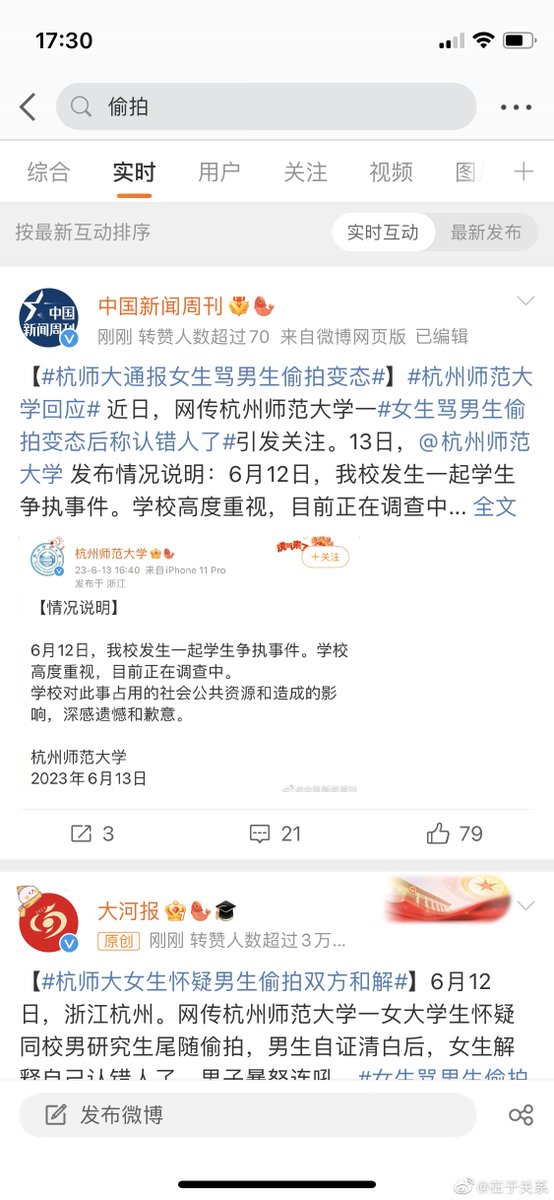 17:30
偷拍
综合 实时 用户 关注 视频 图
按最新互动排序 实时互动 最新发布
中国新闻周刊
刚刚 转赞人数超过70 来自微博网页版 已编辑
【#杭师大通报女生骂男生偷拍变态#】#杭州师范大
学回应# 近日，网传杭州师范大学一#女生骂男生偷
拍变态后称认错人了#引发关注。13日，@杭州师范
大学 发布情况说明：6月12日，我校发生一起学生
争执事件。学校高度重视，目前正在调查中... 全文
杭州师范大学
23-6-13 16:40 来自iPhone 11 Pro
发布于 浙江
+关注
【情况说明】
6月12日，我校发生一起学生争执事件。学校
高度重视，目前正在调查中。
学校对此事占用的社会公共资源和造成的影
响，深感遗憾和歉意。
杭州师范大学
2023年6月13日
@中国新闻周刊
3 21 79
大河报
原创 刚刚 转赞人数超过3万...
【#杭师大女生怀疑男生偷拍双方和解#】6月12
日，浙江杭州。网传杭州师范大学一女大学生怀疑
同校男研究生尾随偷拍，男生自证清白后，女生解
释自己认错人了，男子暴怒连吼。#女生骂男生偷拍
发布微博
@在于关系